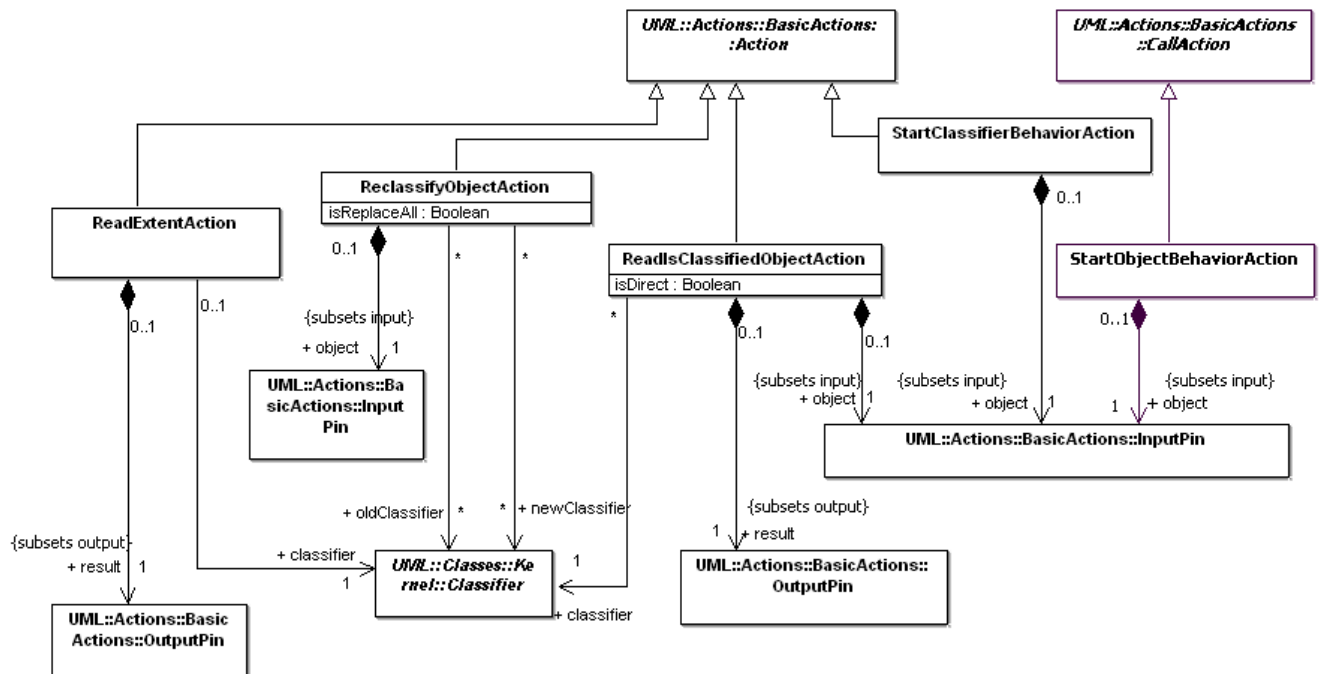 UML::Actions::BasicActions:
:Action
UML::Actions::BasicActions
::CallAction
StartClassifierBehaviorAction
ReclassifyObjectAction
isReplaceAll : Boolean
ReadExtentAction
ReadIsClassifiedObjectAction
isDirect : Boolean
StartObjectBehaviorAction
0..1
0..1
*
*
0..1
0..1
*
0..1
0..1
0..1
{subsets input}
+ object
1
{subsets input}
+ object
1
{subsets input}
+ object
1
{subsets input}
1
+ object
UML::Actions::Ba
sicActions::Input
Pin
UML::Actions::BasicActions::InputPin
+ oldClassifier
*
*
+ newClassifier
{subsets output}
1
+ result
{subsets output}
+ result
1
+ classifier
1
1
+ classifier
UML::Classes::Ke
rnel::Classifier
UML::Actions::BasicActions::
OutputPin
UML::Actions::Basic
Actions::OutputPin